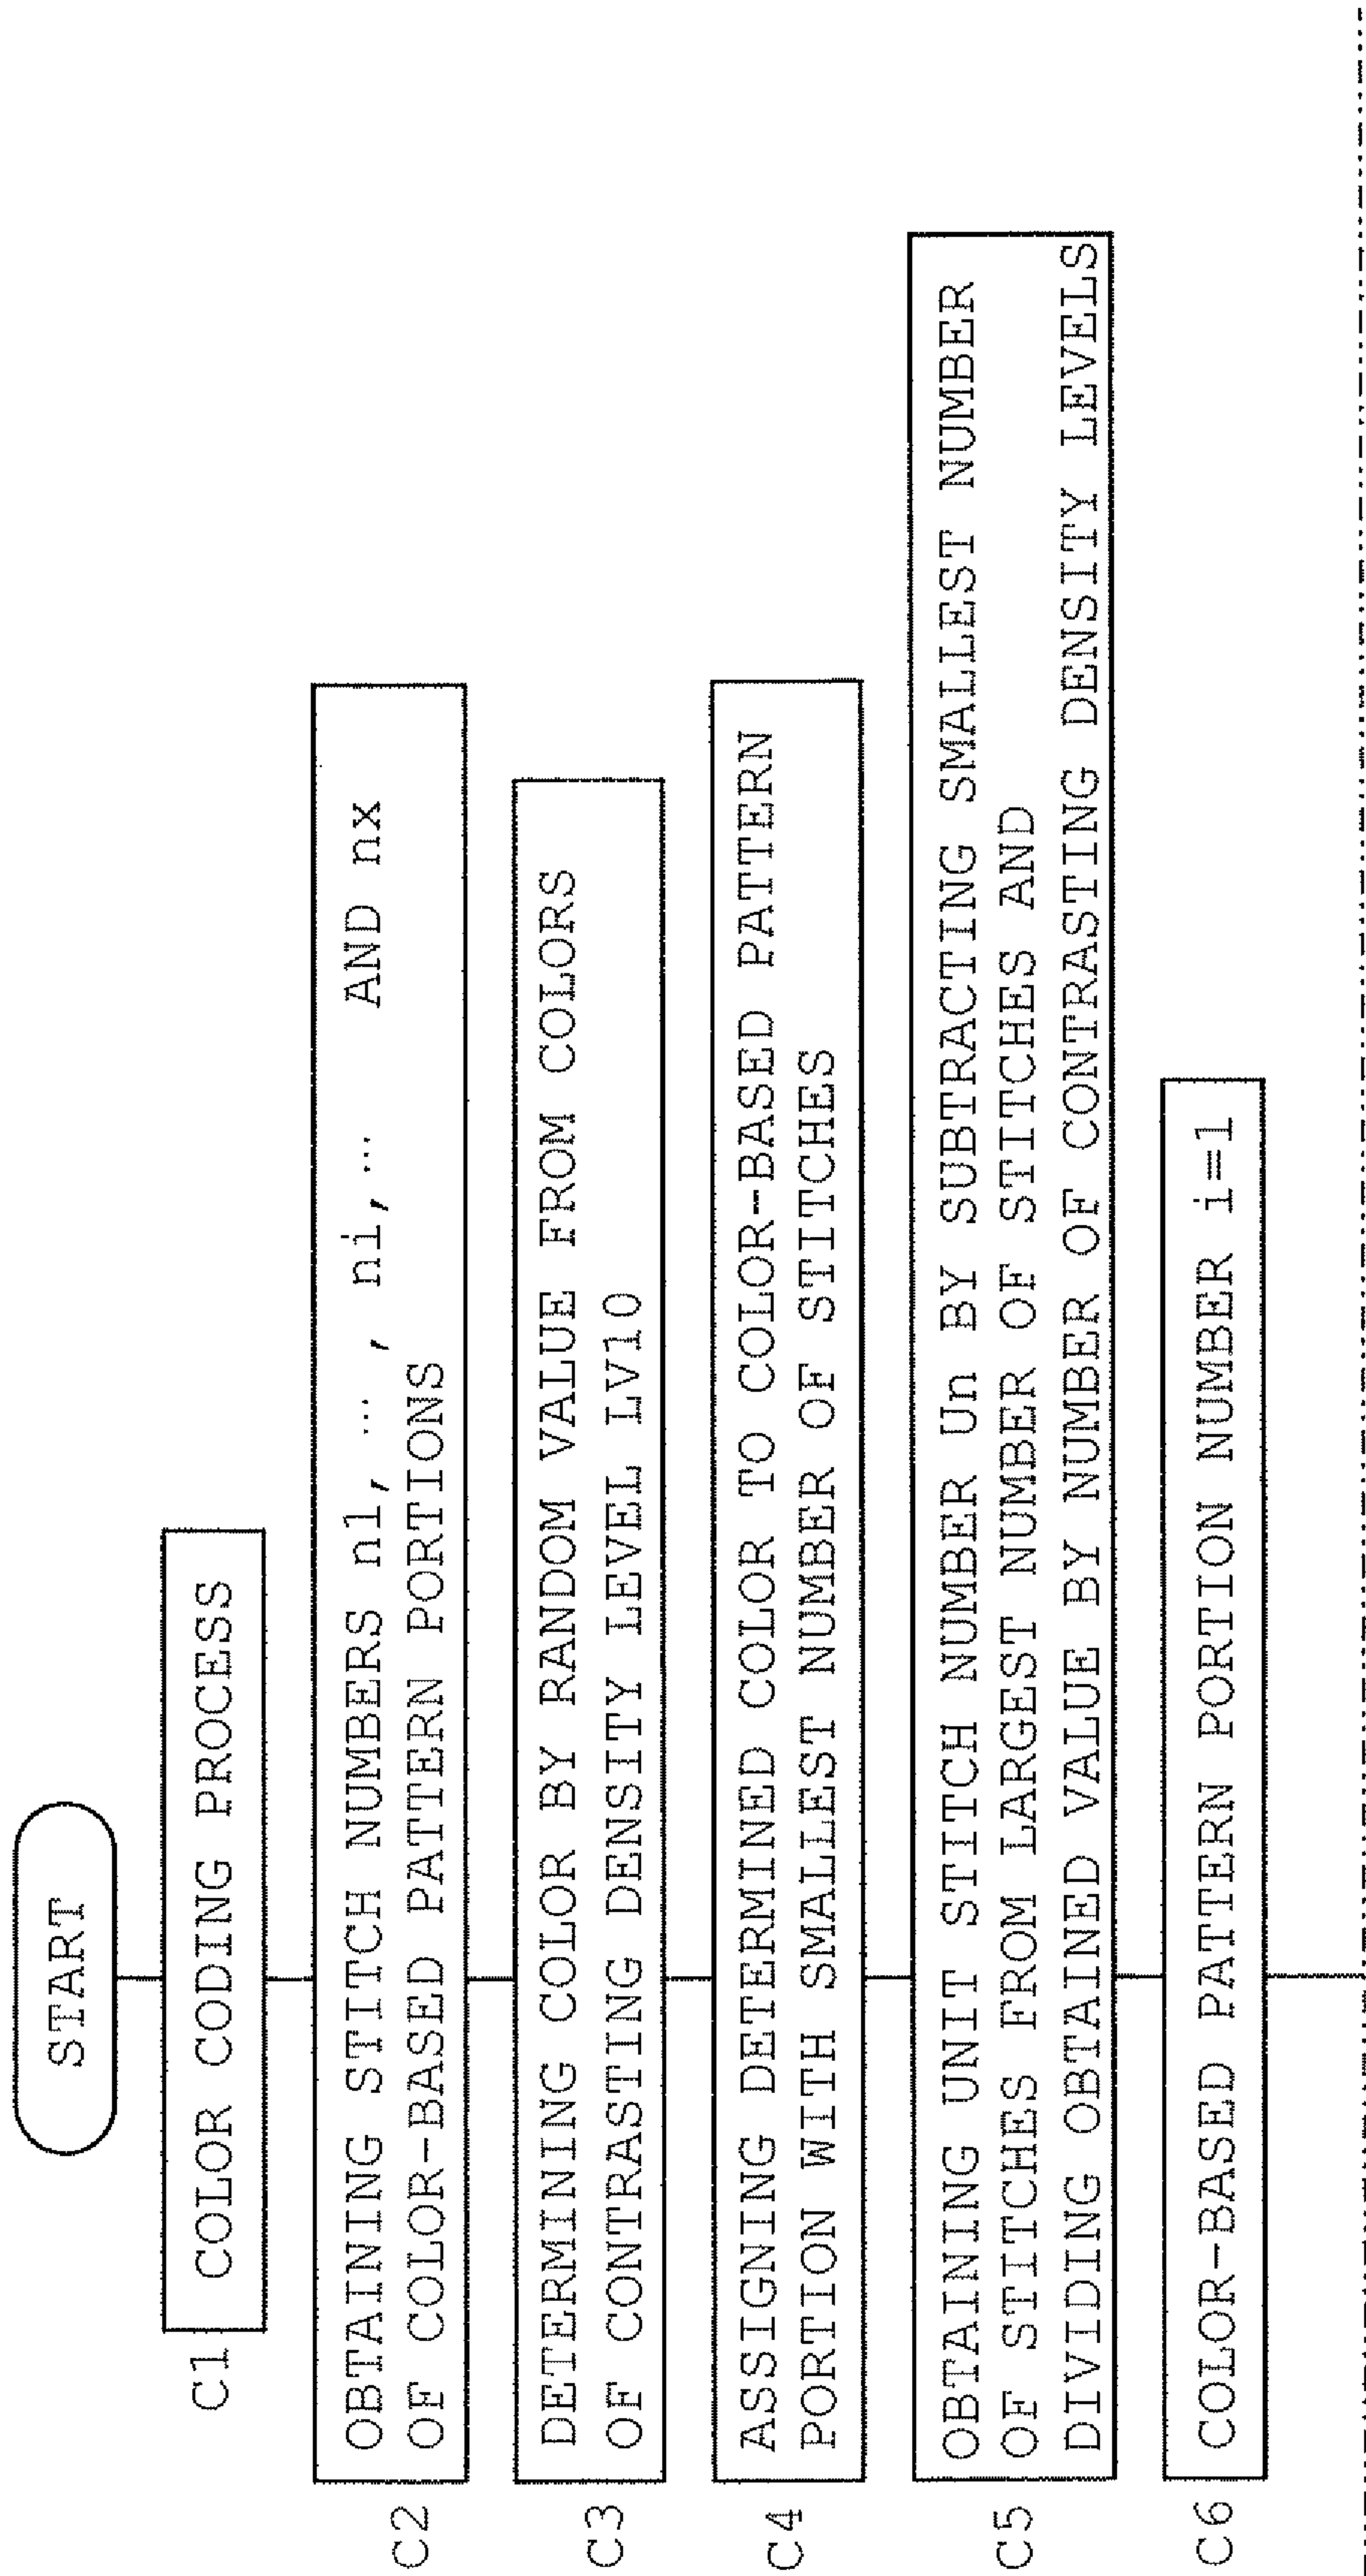 START
C1 COLOR CODING PROCESS
C2 OBTAINING STITCH NUMBERS n1, … , ni, … AND nx
OF COLOR-BASED PATTERN PORTIONS
C3 DETERMINING COLOR BY RANDOM VALUE FROM COLORS
OF CONTRASTING DENSITY LEVEL LV10
C4 ASSIGNING DETERMINED COLOR TO COLOR-BASED PATTERN
PORTION WITH SMALLEST NUMBER OF STITCHES
C5 OBTAINING UNIT STITCH NUMBER Un BY SUBTRACTING SMALLEST NUMBER
OF STITCHES FROM LARGEST NUMBER OF STITCHES AND
DIVIDING OBTAINED VALUE BY NUMBER OF CONTRASTING DENSITY LEVELS
C6 COLOR-BASED PATTERN PORTION NUMBER i=1